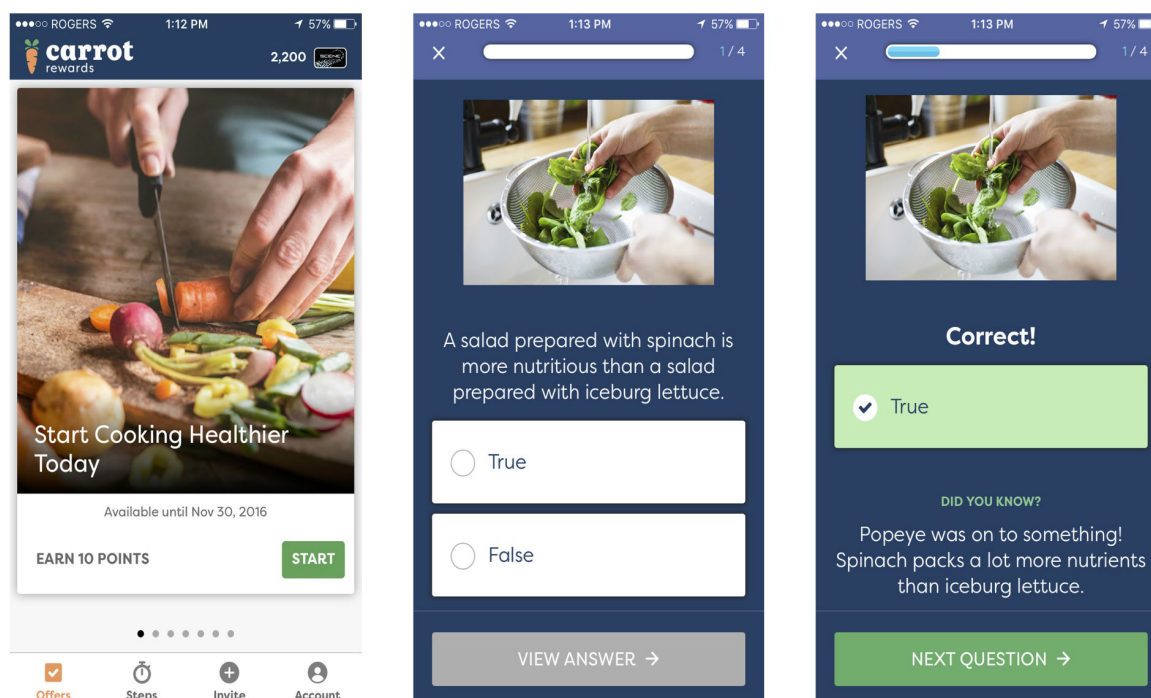 ROGERS 1:12 PM 57%
carrot
rewards
2,200 SCENE
Start Cooking Healthier
Today
Available until Nov 30, 2016
EARN 10 POINTS START
Offers Steps Invite Account
ROGERS 1:13 PM 57%
× 1/4
A salad prepared with spinach is
more nutritious than a salad
prepared with iceburg lettuce.
True
False
VIEW ANSWER →
ROGERS 1:13 PM 57%
× 1/4
Correct!
True
DID YOU KNOW?
Popeye was on to something!
Spinach packs a lot more nutrients
than iceburg lettuce.
NEXT QUESTION →